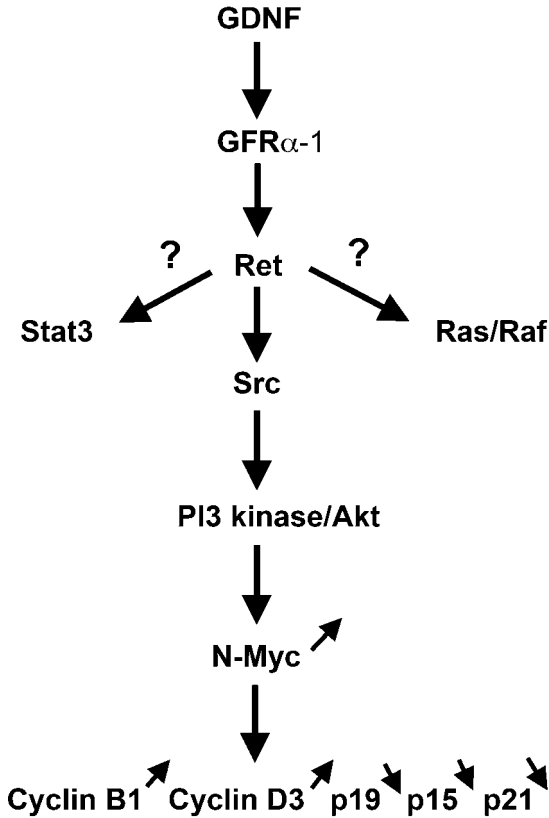 GDNF
GFRα-1
? ?
Ret
Stat3 Ras/Raf
Src
PI3 kinase/Akt
N-Myc
Cyclin B1 Cyclin D3 p19 p15 p21